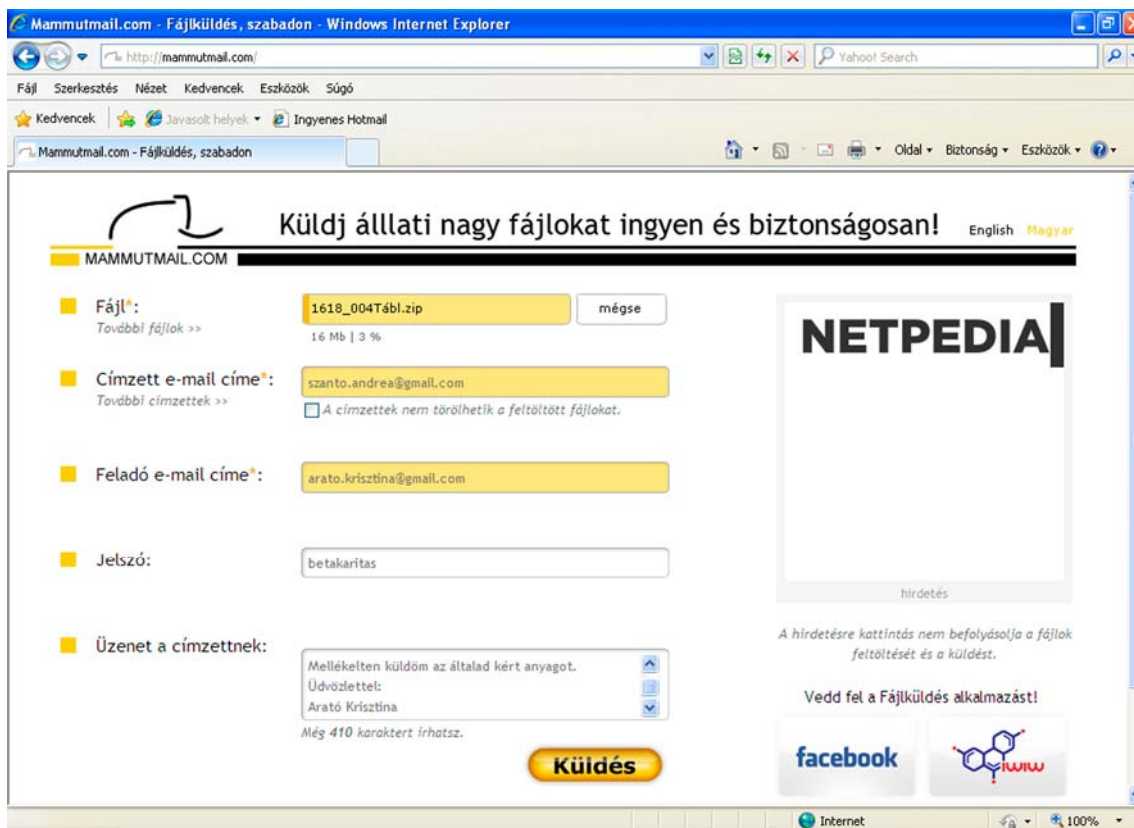 Mammutmail.com - Fájlküldés, szabadon - Windows Internet Explorer
http://mammutmail.com/
Yahoo! Search
Fájl Szerkesztés Nézet Kedvencek Eszközök Súgó
Kedvencek Javasolt helyek Ingyenes Hotmail
Mammutmail.com - Fájlküldés, szabadon
Oldal Biztonság Eszközök
Küldj álllati nagy fájlokat ingyen és biztonságosan!
English Magyar
MAMMUTMAIL.COM
Fájl*:
További fájlok >>
1618_004Tábl.zip
mégse
16 Mb | 3 %
Címzett e-mail címe*:
További címzettek >>
szanto.andrea@gmail.com
A címzettek nem törölhetik a feltöltött fájlokat.
Feladó e-mail címe*:
arato.krisztina@gmail.com
Jelszó:
betakaritas
Üzenet a címzettnek:
Mellékelten küldöm az általad kért anyagot.
Üdvözlettel:
Arató Krisztina
Még 410 karaktert írhatsz.
Küldés
NETPEDIA
hirdetés
A hirdetésre kattintás nem befolyásolja a fájlok
feltöltését és a küldést.
Vedd fel a Fájlküldés alkalmazást!
facebook
iwiw
Internet
100%